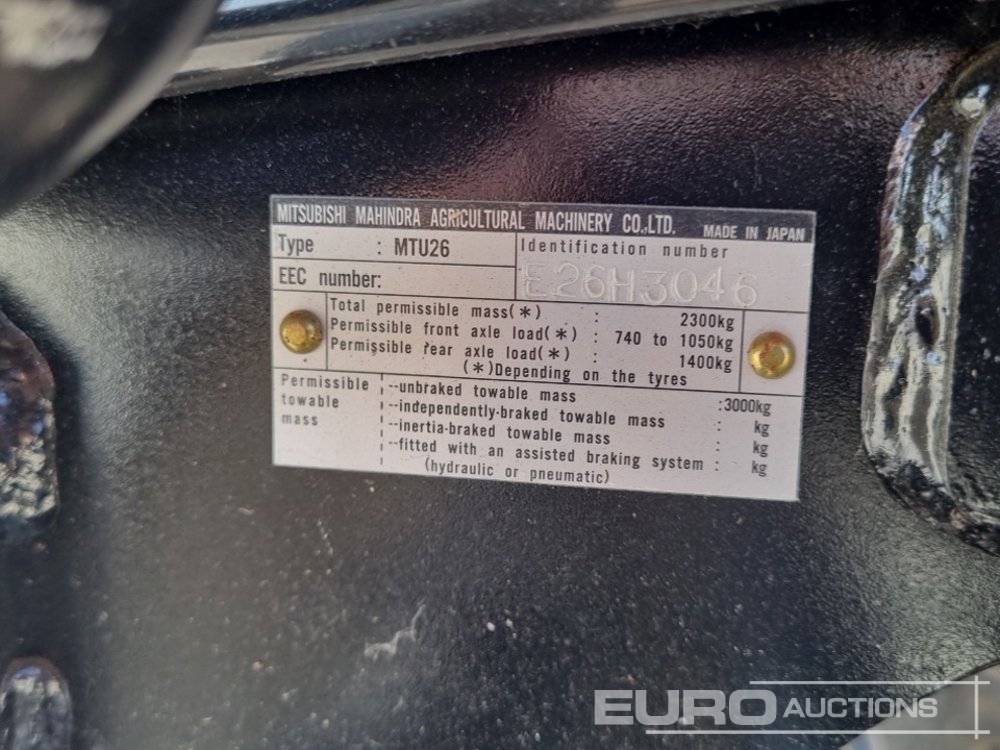 MITSUBISHI MAHINDRA AGRICULTURAL MACHINERY CO.,LTD. MADE IN JAPAN
Type : MTU26
Identification number
E26H3046
EEC number:
Total permissible mass(*) : 2300kg
Permissible front axle load(*) : 740 to 1050kg
Permissible rear axle load(*) : 1400kg
(*)Depending on the tyres
Permissible towable mass
--unbraked towable mass :3000kg
--independently-braked towable mass : kg
--inertia-braked towable mass : kg
--fitted with an assisted braking system : kg
(hydraulic or pneumatic)
EURO AUCTIONS